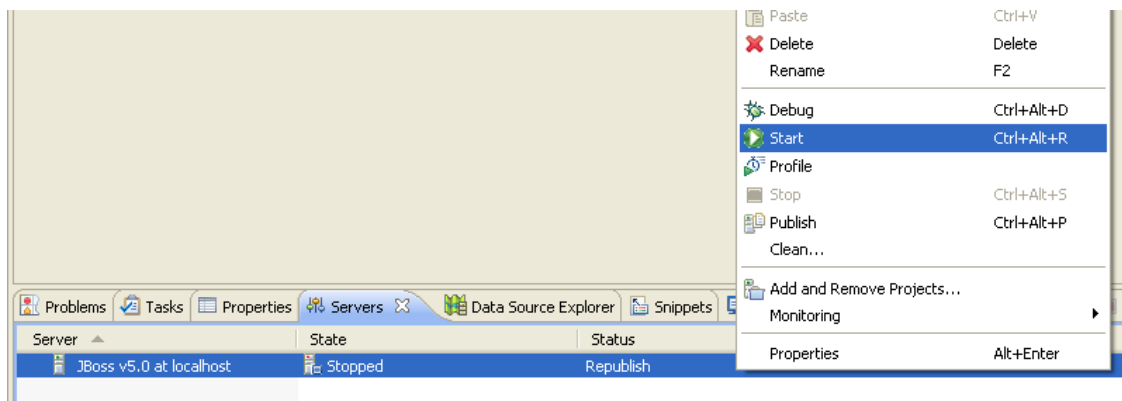 Paste Ctrl+V
Delete Delete
Rename F2
Debug Ctrl+Alt+D
Start Ctrl+Alt+R
Profile
Stop Ctrl+Alt+S
Publish Ctrl+Alt+P
Clean...
Add and Remove Projects...
Monitoring
Properties Alt+Enter
Problems Tasks Properties Servers Data Source Explorer Snippets
Server State Status
JBoss v5.0 at localhost Stopped Republish